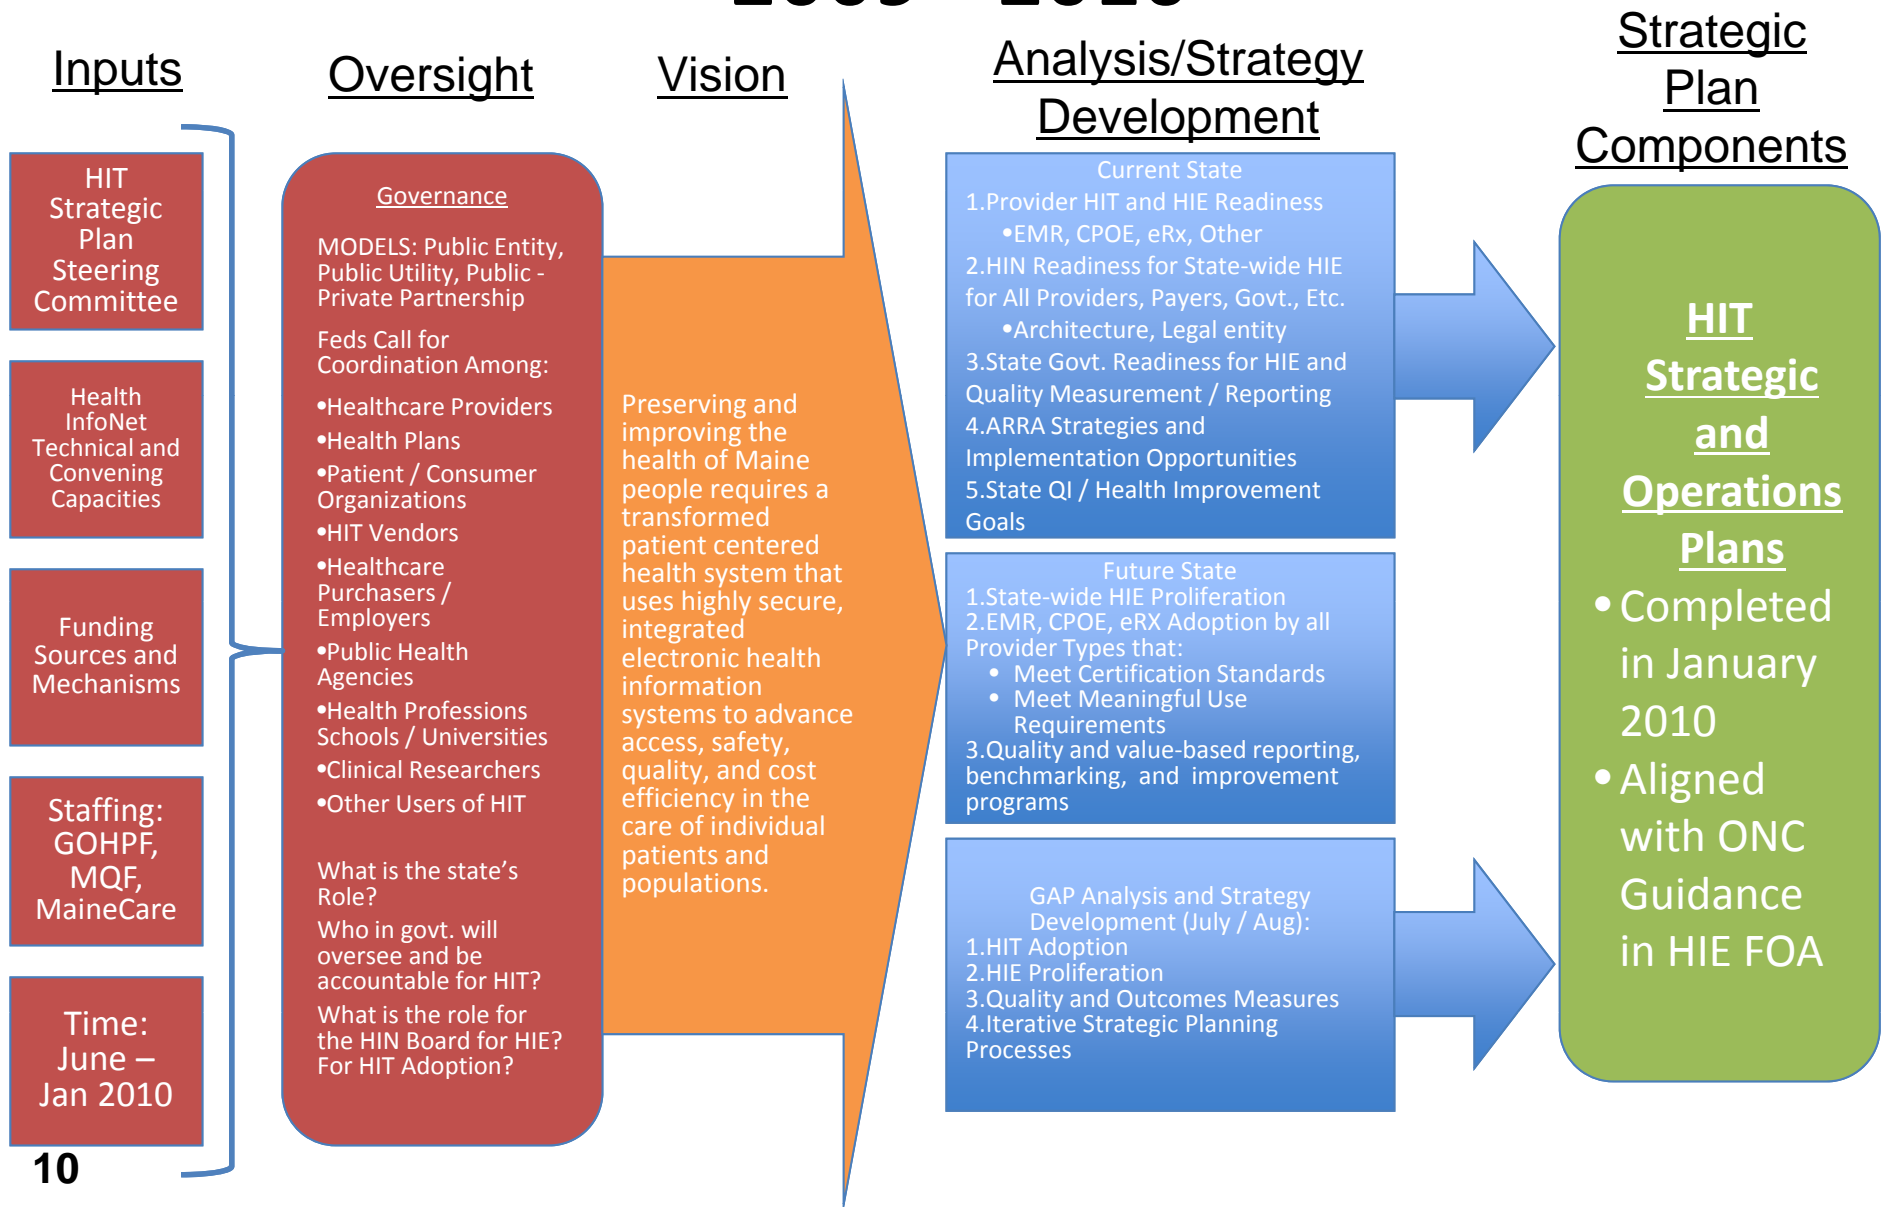 Inputs
HIT
Strategic
Plan
Steering
Committee
Health
InfoNet
Technical and
Convening
Capacities
Funding
Sources and
Mechanisms
Staffing:
GOHPF,
MQF,
MaineCare
Time:
June –
Jan 2010
10
Oversight
Governance
MODELS: Public Entity,
Public Utility, Public -
Private Partnership
Feds Call for
Coordination Among:
•Healthcare Providers
•Health Plans
•Patient / Consumer
Organizations
•HIT Vendors
•Healthcare
Purchasers /
Employers
•Public Health
Agencies
•Health Professions
Schools / Universities
•Clinical Researchers
•Other Users of HIT
What is the state’s
Role?
Who in govt. will
oversee and be
accountable for HIT?
What is the role for
the HIN Board for HIE?
For HIT Adoption?
Vision
Preserving and
improving the
health of Maine
people requires a
transformed
patient centered
health system that
uses highly secure,
integrated
electronic health
information
systems to advance
access, safety,
quality, and cost
efficiency in the
care of individual
patients and
populations.
Analysis/Strategy
Development
Current State
1.Provider HIT and HIE Readiness
•EMR, CPOE, eRx, Other
2.HIN Readiness for State-wide HIE
for All Providers, Payers, Govt., Etc.
•Architecture, Legal entity
3.State Govt. Readiness for HIE and
Quality Measurement / Reporting
4.ARRA Strategies and
Implementation Opportunities
5.State QI / Health Improvement
Goals
Future State
1.State-wide HIE Proliferation
2.EMR, CPOE, eRX Adoption by all
Provider Types that:
• Meet Certification Standards
• Meet Meaningful Use
Requirements
3.Quality and value-based reporting,
benchmarking, and improvement
programs
GAP Analysis and Strategy
Development (July / Aug):
1.HIT Adoption
2.HIE Proliferation
3.Quality and Outcomes Measures
4.Iterative Strategic Planning
Processes
Strategic
Plan
Components
HIT
Strategic
and
Operations
Plans
•Completed
in January
2010
•Aligned
with ONC
Guidance
in HIE FOA